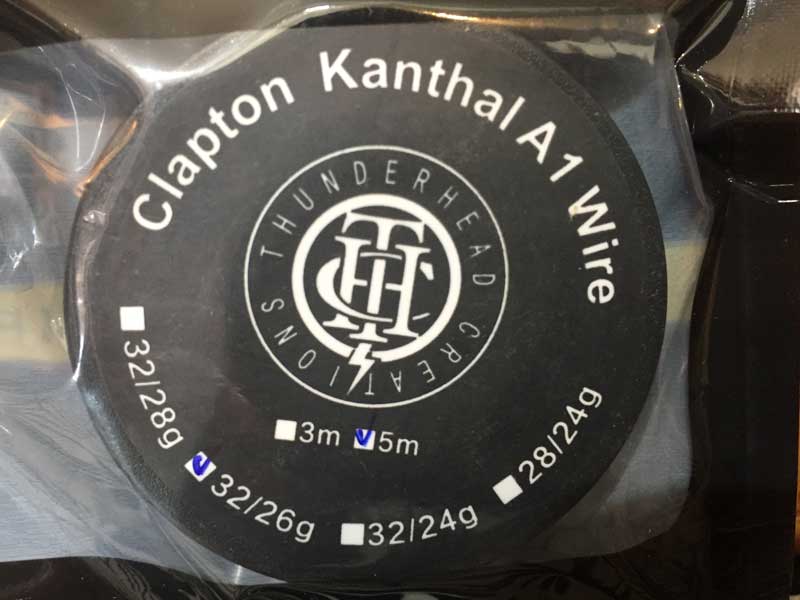 Clapton Kanthal A1 Wire
THUNDERHEAD CREATIONS
THC
3m 5m
32/28g
32/26g
32/24g
28/24g